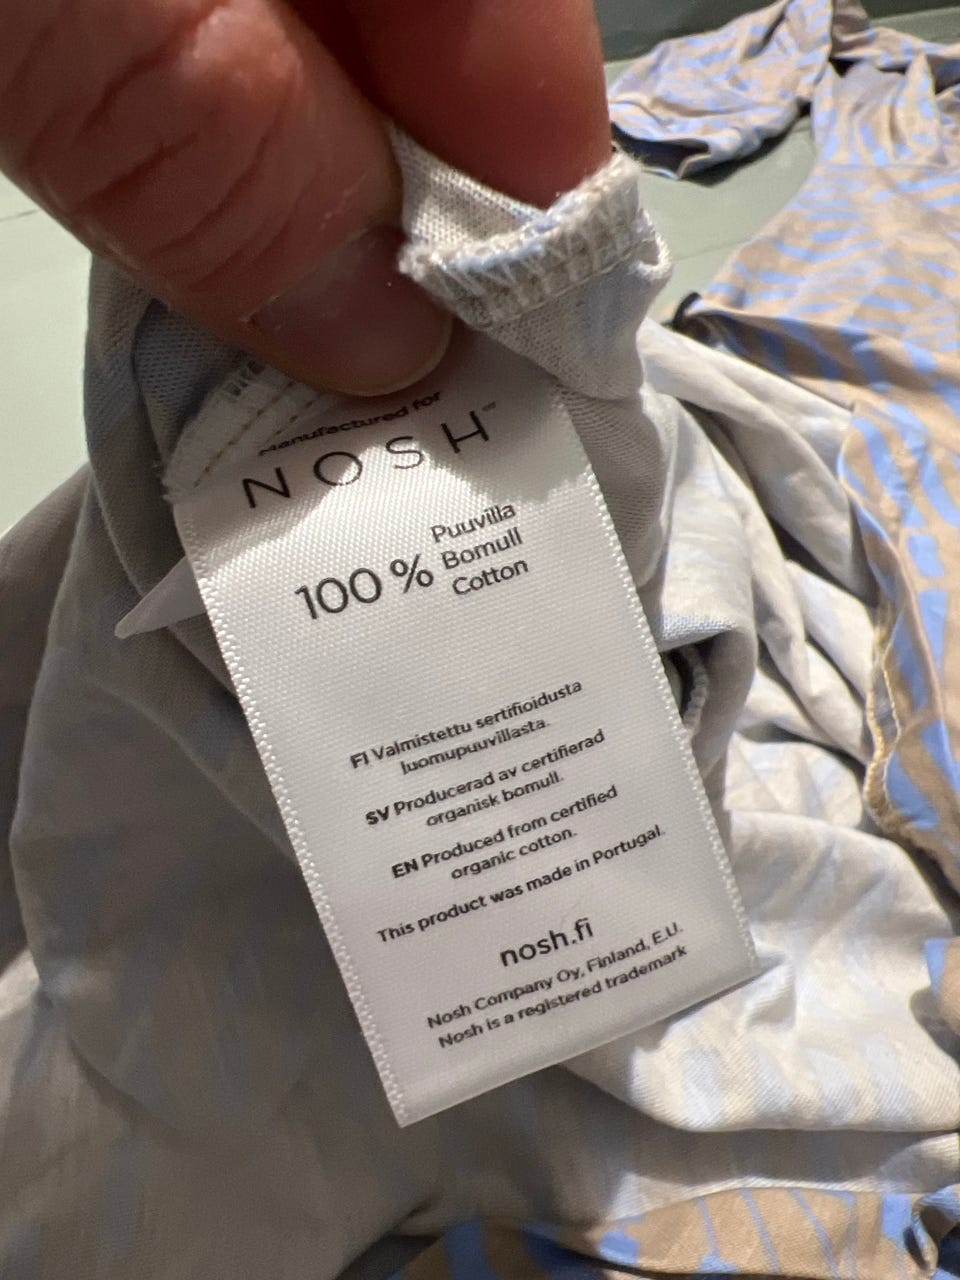 Manufactured for
NOSH™
100%
Puuvilla
Bomull
Cotton
FI Valmistettu sertifioidusta
luomupuuvillasta.
SV Producerad av certifierad
organisk bomull.
EN Produced from certified
organic cotton.
This product was made in Portugal.
nosh.fi
Nosh Company Oy, Finland, E.U.
Nosh is a registered trademark